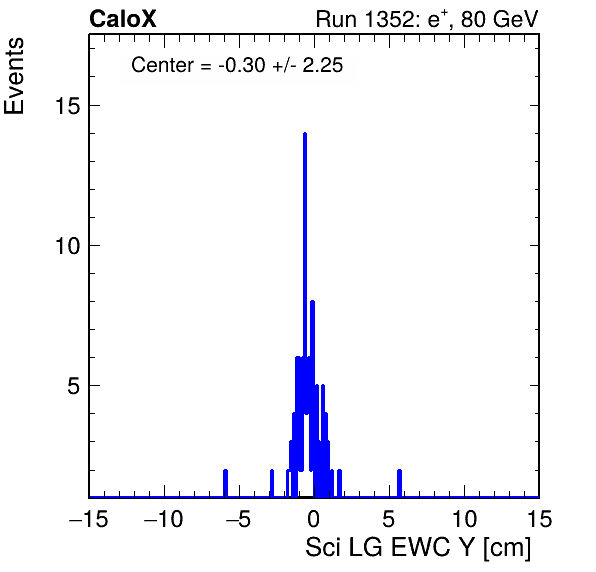 CaloX Run 1352: e⁺, 80 GeV
Events
Center = -0.30 +/- 2.25
15
10
5
−15 −10 −5 0 5 10 15
Sci LG EWC Y [cm]